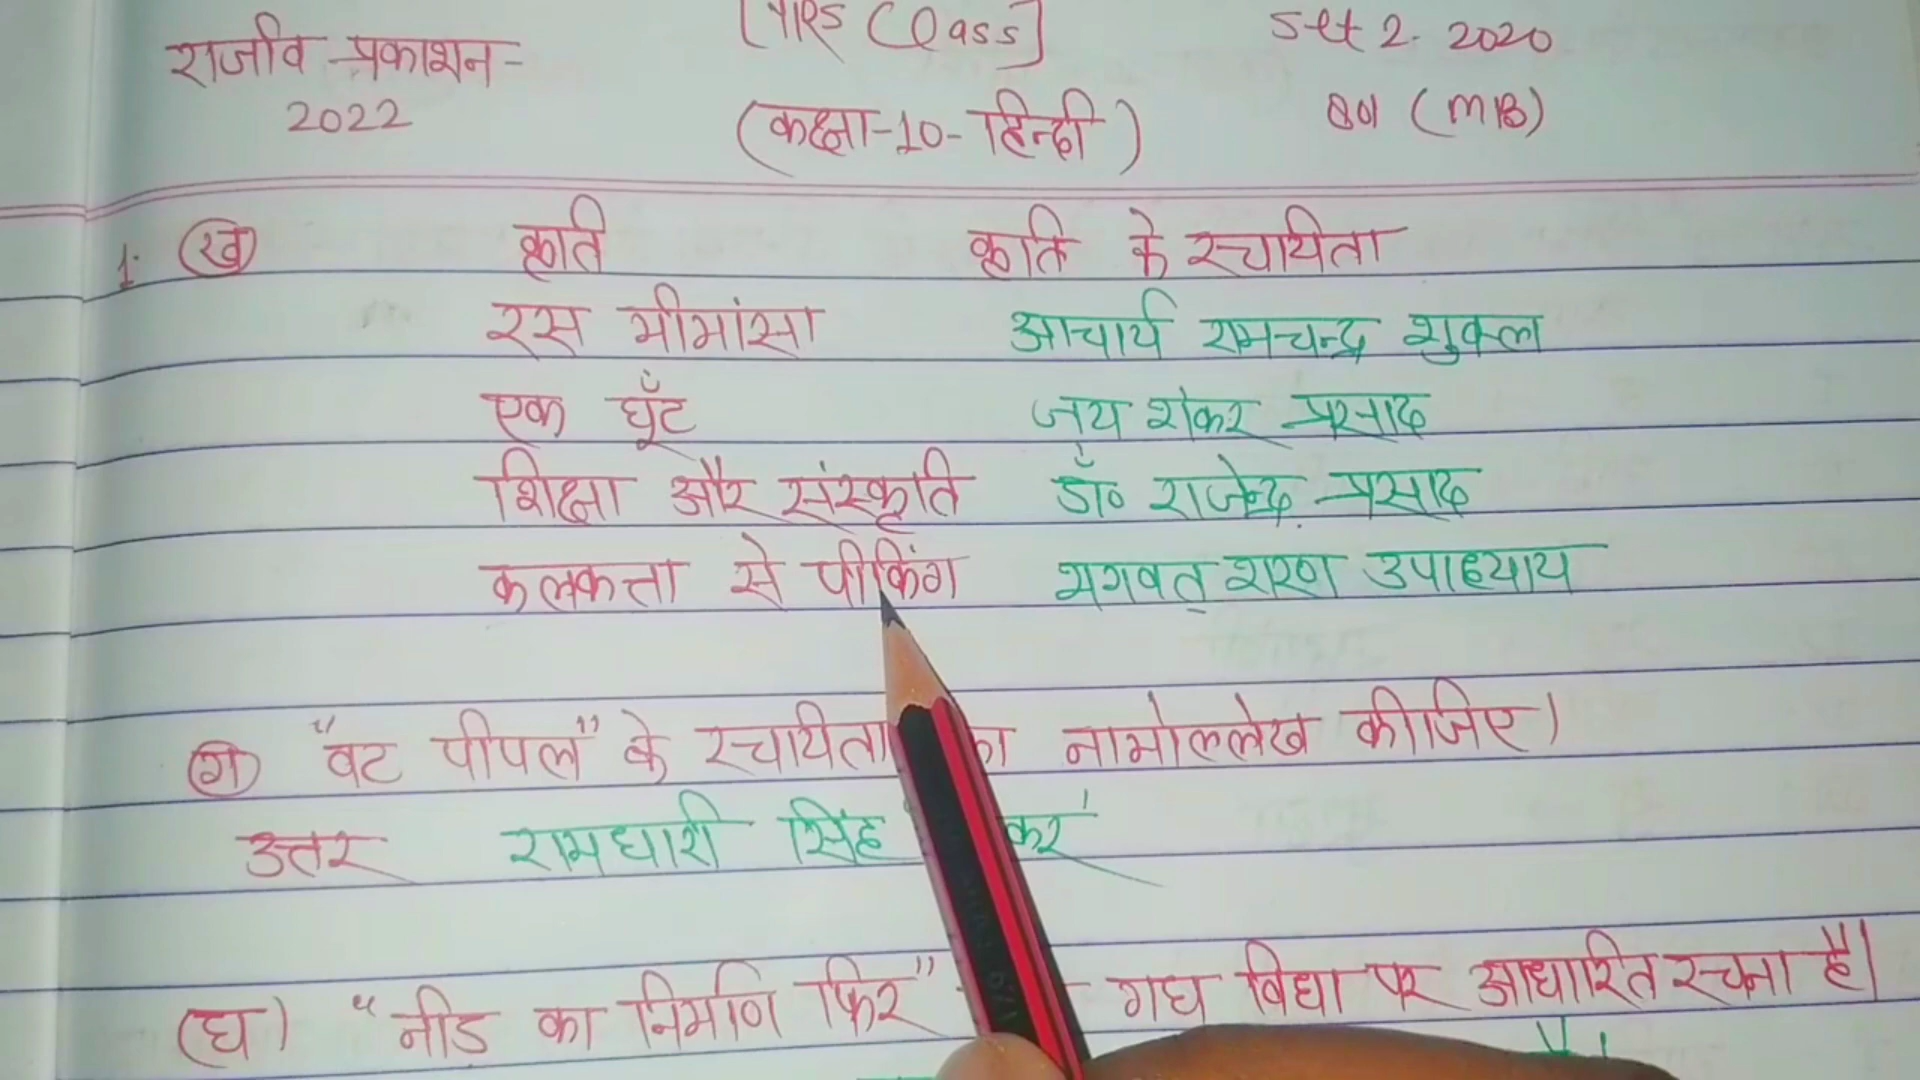 राजीव प्रकाशन-
2022
[YRS Class]
(कक्षा-10-हिन्दी)
Set 2. 2020
801 (MB)
1. (ख) कृति कृति के रचयिता
रस मीमांसा आचार्य रामचन्द्र शुक्ल
एक घूँट जय शंकर प्रसाद
शिक्षा और संस्कृति डॉ० राजेन्द्र प्रसाद
कलकत्ता से पीकिंग भगवत् शरण उपाध्याय
(ग) "वट पीपल" के रचयिता का नामोल्लेख कीजिए।
उत्तर रामधारी सिंह
(घ) "नीड का निर्माण फिर" गद्य विधा पर आधारित रचना है।